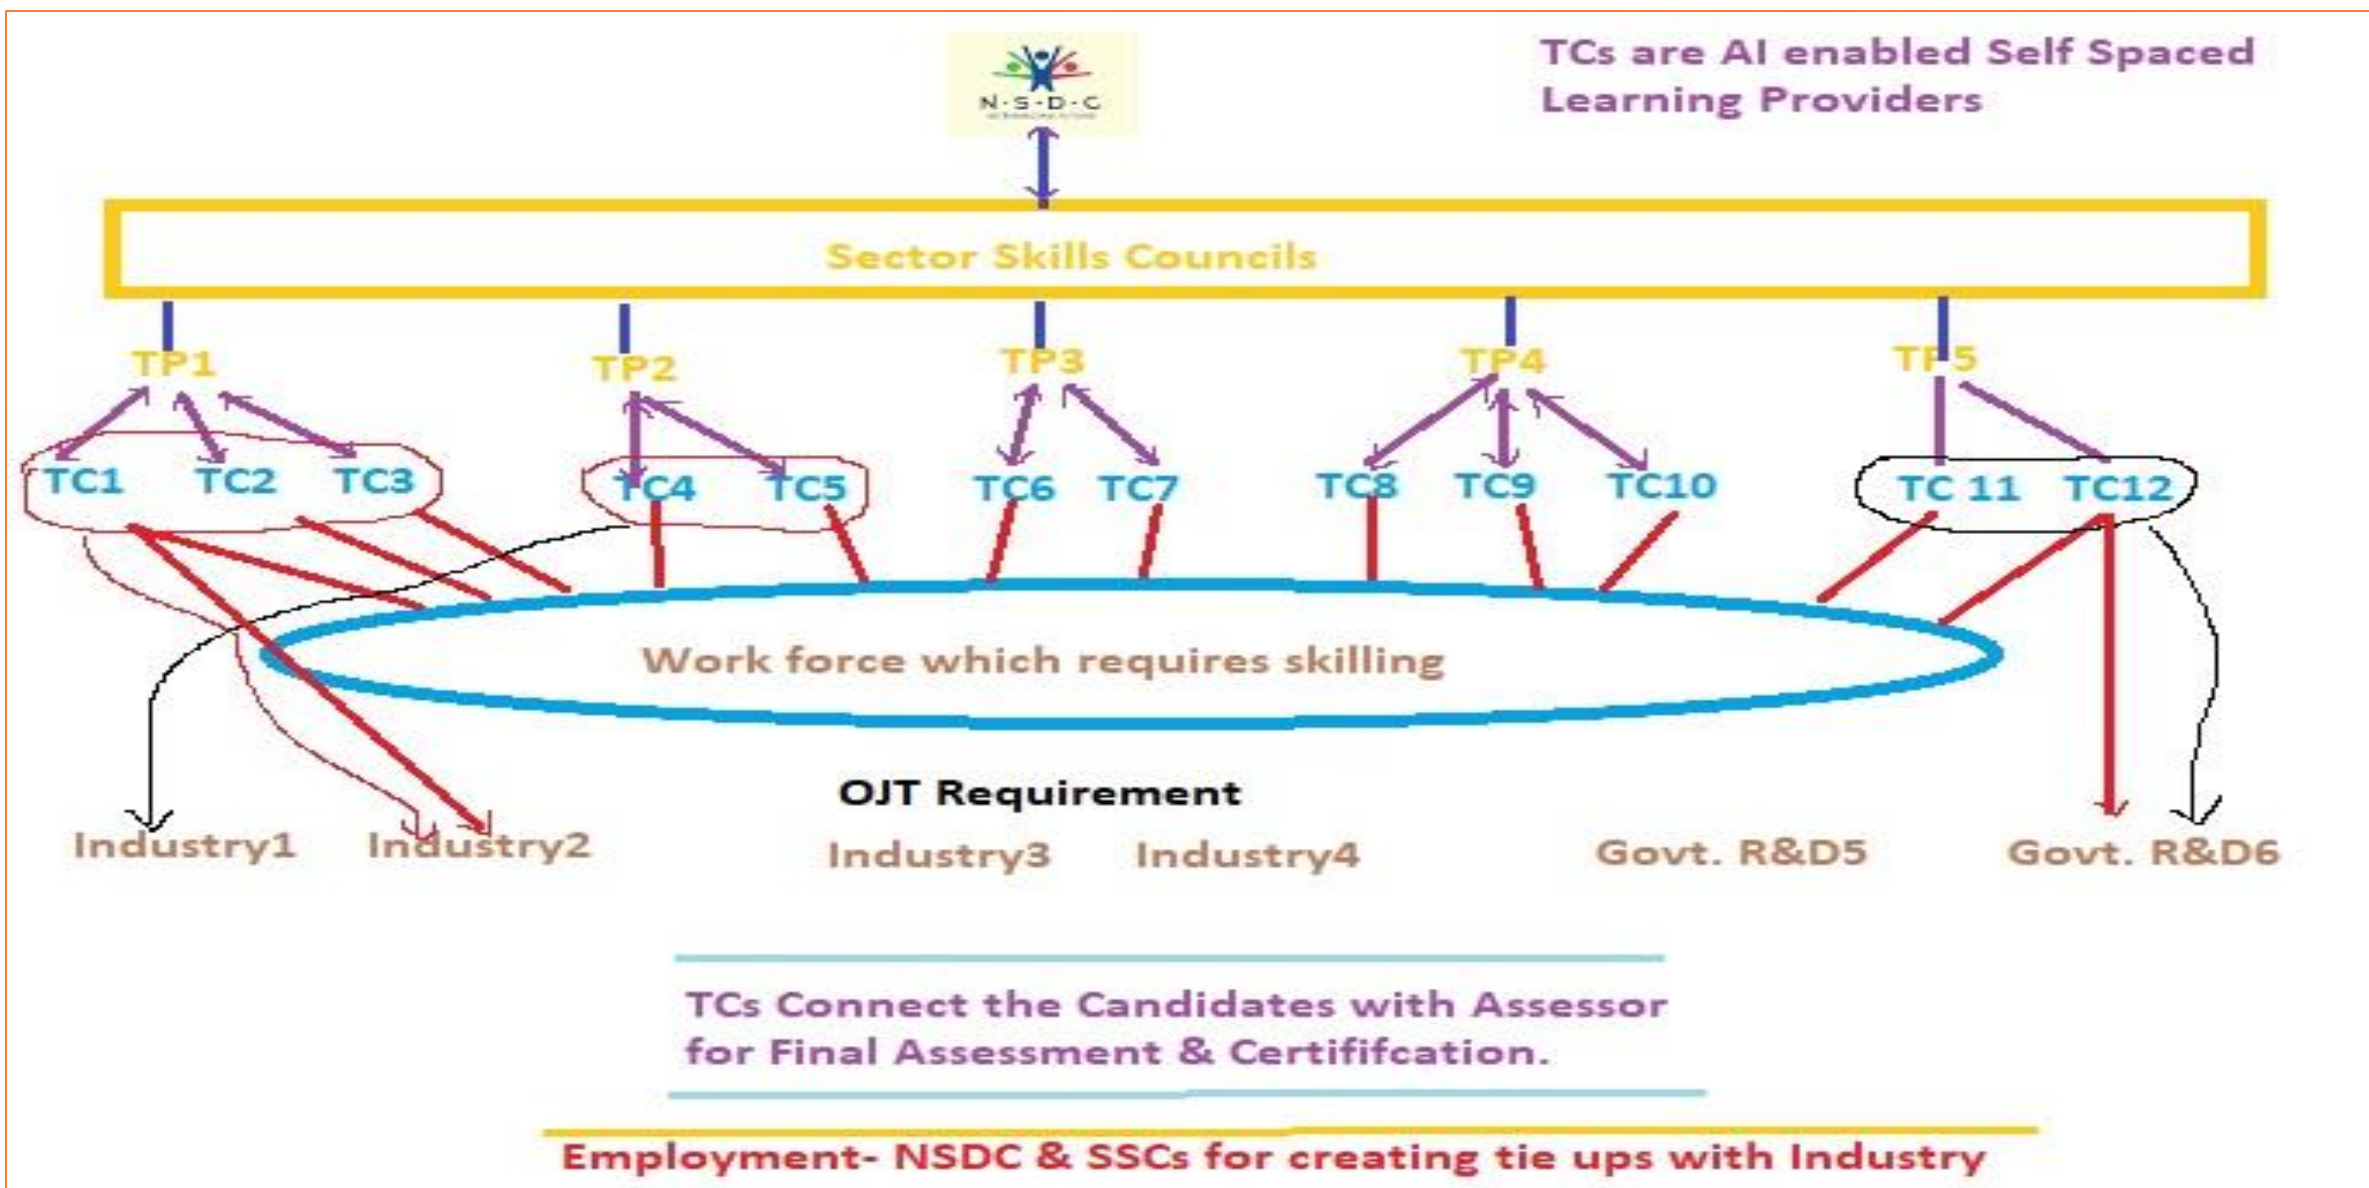 N·S·D·C
TCs are AI enabled Self Spaced
Learning Providers
Sector Skills Councils
TP1 TP2 TP3 TP4 TP5
TC1 TC2 TC3 TC4 TC5 TC6 TC7 TC8 TC9 TC10 TC 11 TC12
Work force which requires skilling
OJT Requirement
Industry1 Industry2 Industry3 Industry4 Govt. R&D5 Govt. R&D6
TCs Connect the Candidates with Assessor
for Final Assessment & Certififcation.
Employment- NSDC & SSCs for creating tie ups with Industry